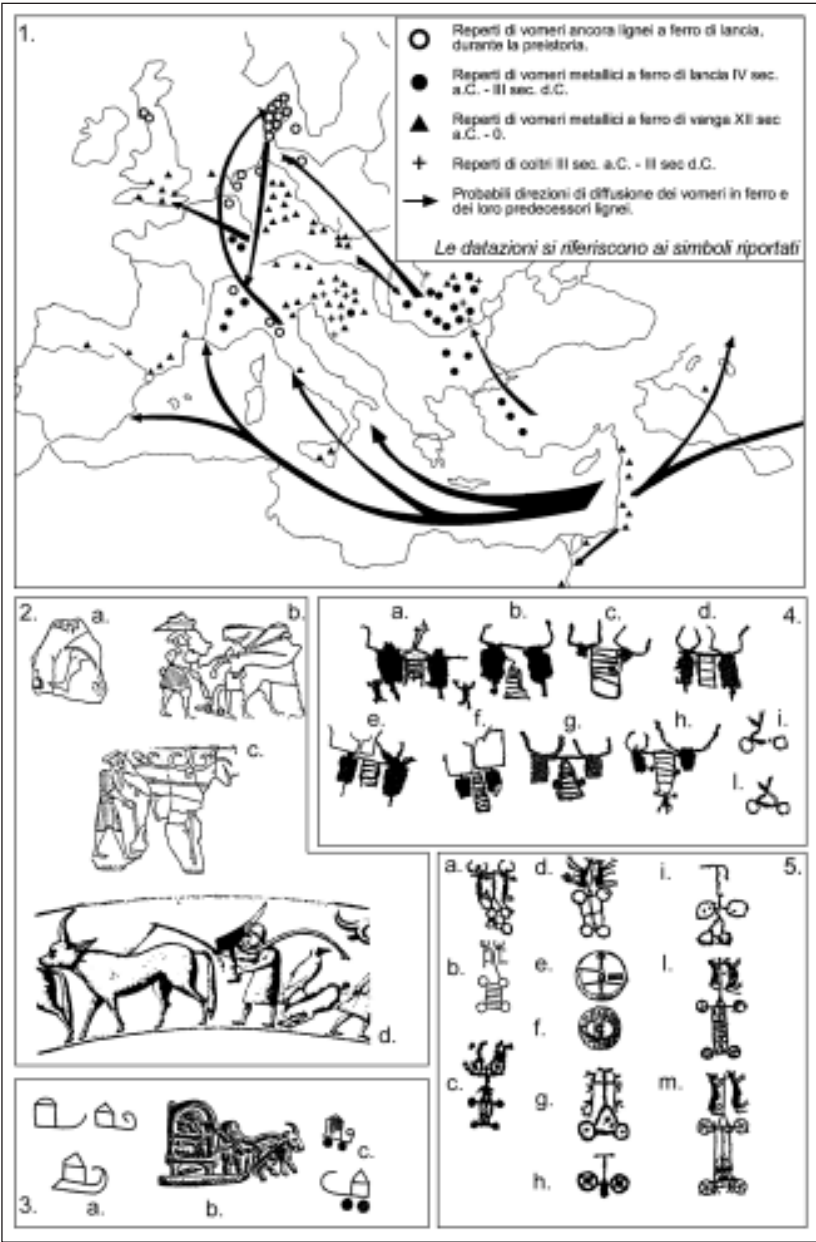 1.
Reperti di vomeri ancora lignei a ferro di lancia,
durante la preistoria.
Reperti di vomeri metallici a ferro di lancia IV sec.
a.C. - III sec. d.C.
Reperti di vomeri metallici a ferro di vanga XII sec
a.C. - 0.
Reperti di coltri III sec. a.C. - III sec d.C.
Probabili direzioni di diffusione dei vomeri in ferro e
dei loro predecessori lignei.
Le datazioni si riferiscono ai simboli riportati
2.
a.
b.
c.
d.
3.
a.
b.
c.
4.
a.
b.
c.
d.
e.
f.
g.
h.
i.
l.
5.
a.
d.
i.
b.
e.
l.
f.
c.
g.
m.
h.